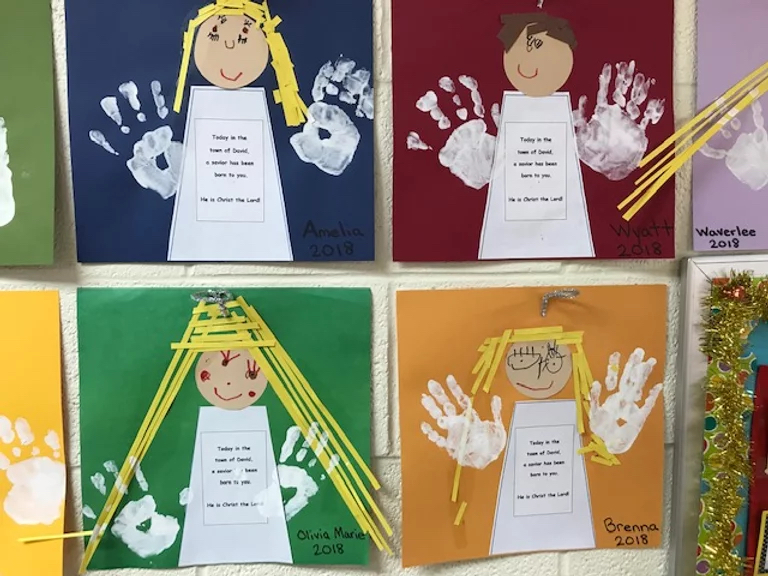 Today in the
town of David,
a savior has been
born to you.
He is Christ the Lord!
Amelia
2018
Today in the
town of David,
a savior has been
born to you.
He is Christ the Lord!
Wyatt
2018
Waverlee
2018
Today in the
town of David,
a savior been
born to you.
He is Christ the Lord!
Olivia Marie
2018
Today in the
town of David,
a savior has been
born to you.
He is Christ the Lord!
Brenna
2018